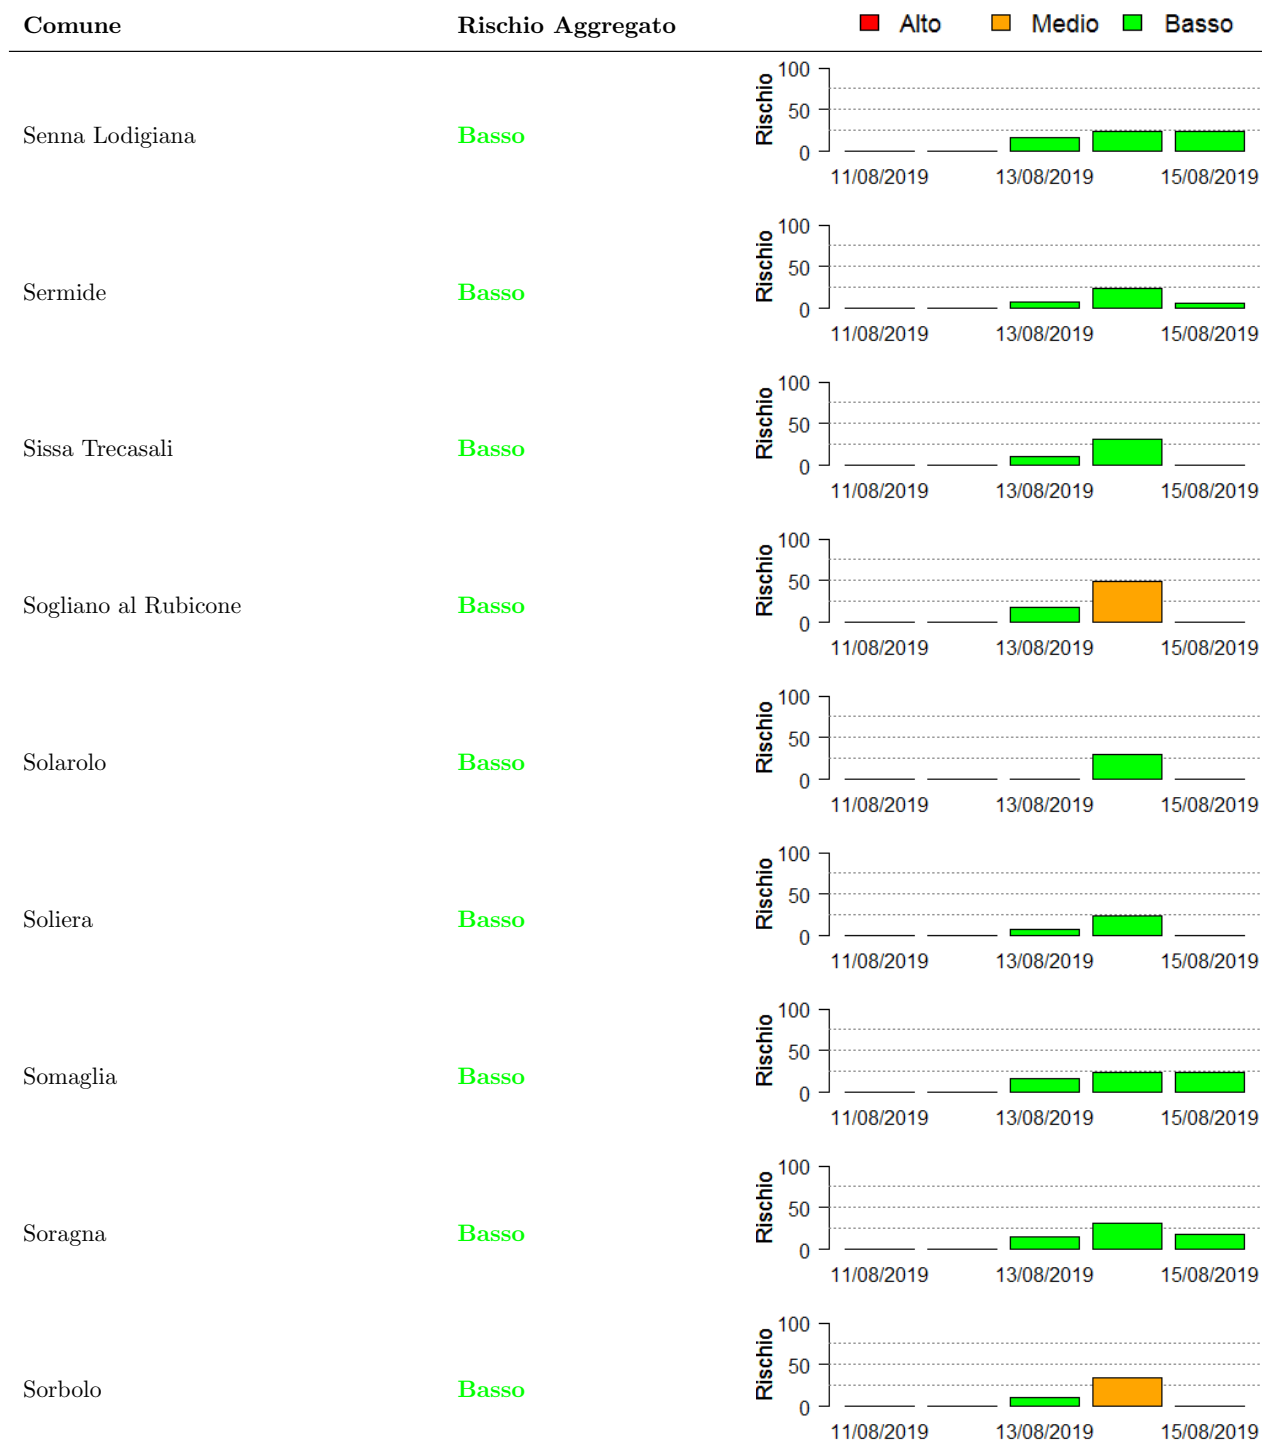 Comune Rischio Aggregato Alto Medio Basso
Senna Lodigiana Basso Rischio 100 50 0
11/08/2019 13/08/2019 15/08/2019
Sermide Basso Rischio 100 50 0
11/08/2019 13/08/2019 15/08/2019
Sissa Trecasali Basso Rischio 100 50 0
11/08/2019 13/08/2019 15/08/2019
Sogliano al Rubicone Basso Rischio 100 50 0
11/08/2019 13/08/2019 15/08/2019
Solarolo Basso Rischio 100 50 0
11/08/2019 13/08/2019 15/08/2019
Soliera Basso Rischio 100 50 0
11/08/2019 13/08/2019 15/08/2019
Somaglia Basso Rischio 100 50 0
11/08/2019 13/08/2019 15/08/2019
Soragna Basso Rischio 100 50 0
11/08/2019 13/08/2019 15/08/2019
Sorbolo Basso Rischio 100 50 0
11/08/2019 13/08/2019 15/08/2019